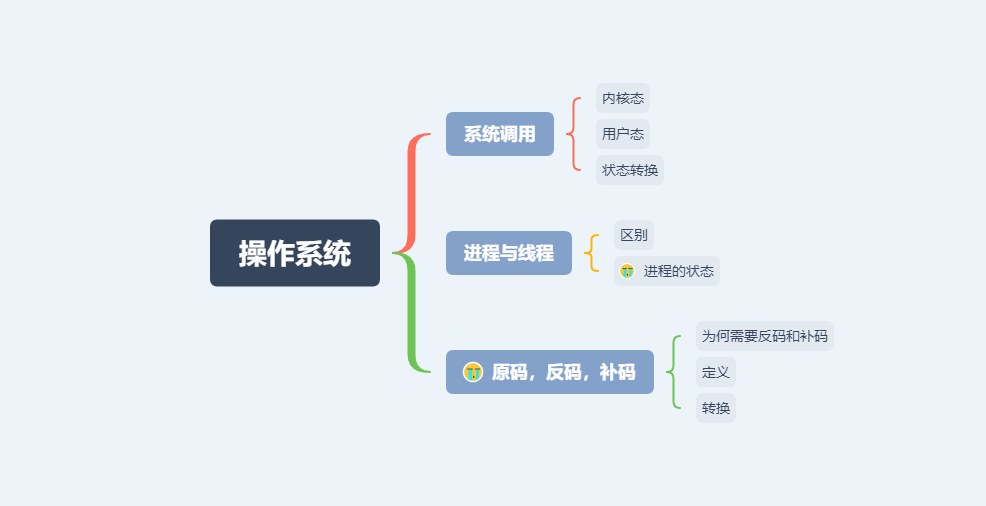 操作系统
系统调用
内核态
用户态
状态转换
进程与线程
区别
进程的状态
原码，反码，补码
为何需要反码和补码
定义
转换